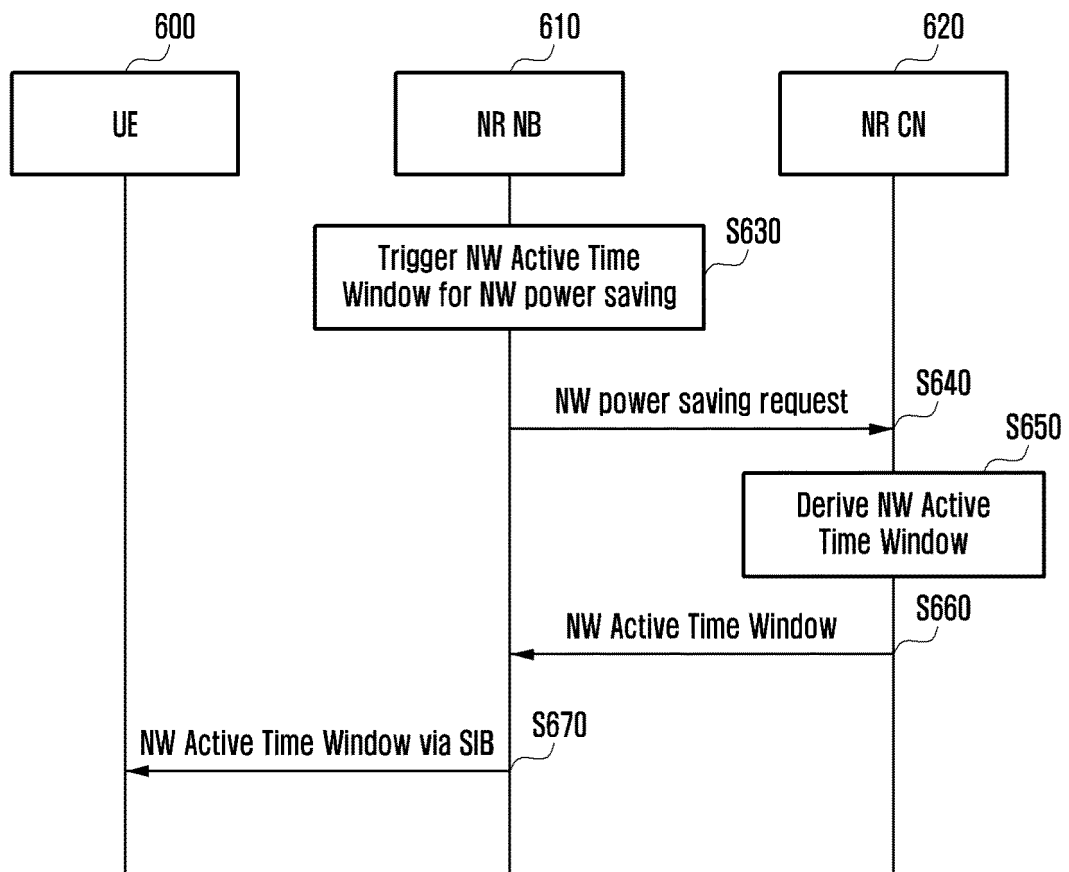 600
610
620
UE
NR NB
NR CN
S630
Trigger NW Active Time
Window for NW power saving
NW power saving request
S640
S650
Derive NW Active
Time Window
NW Active Time Window
S660
NW Active Time Window via SIB
S670